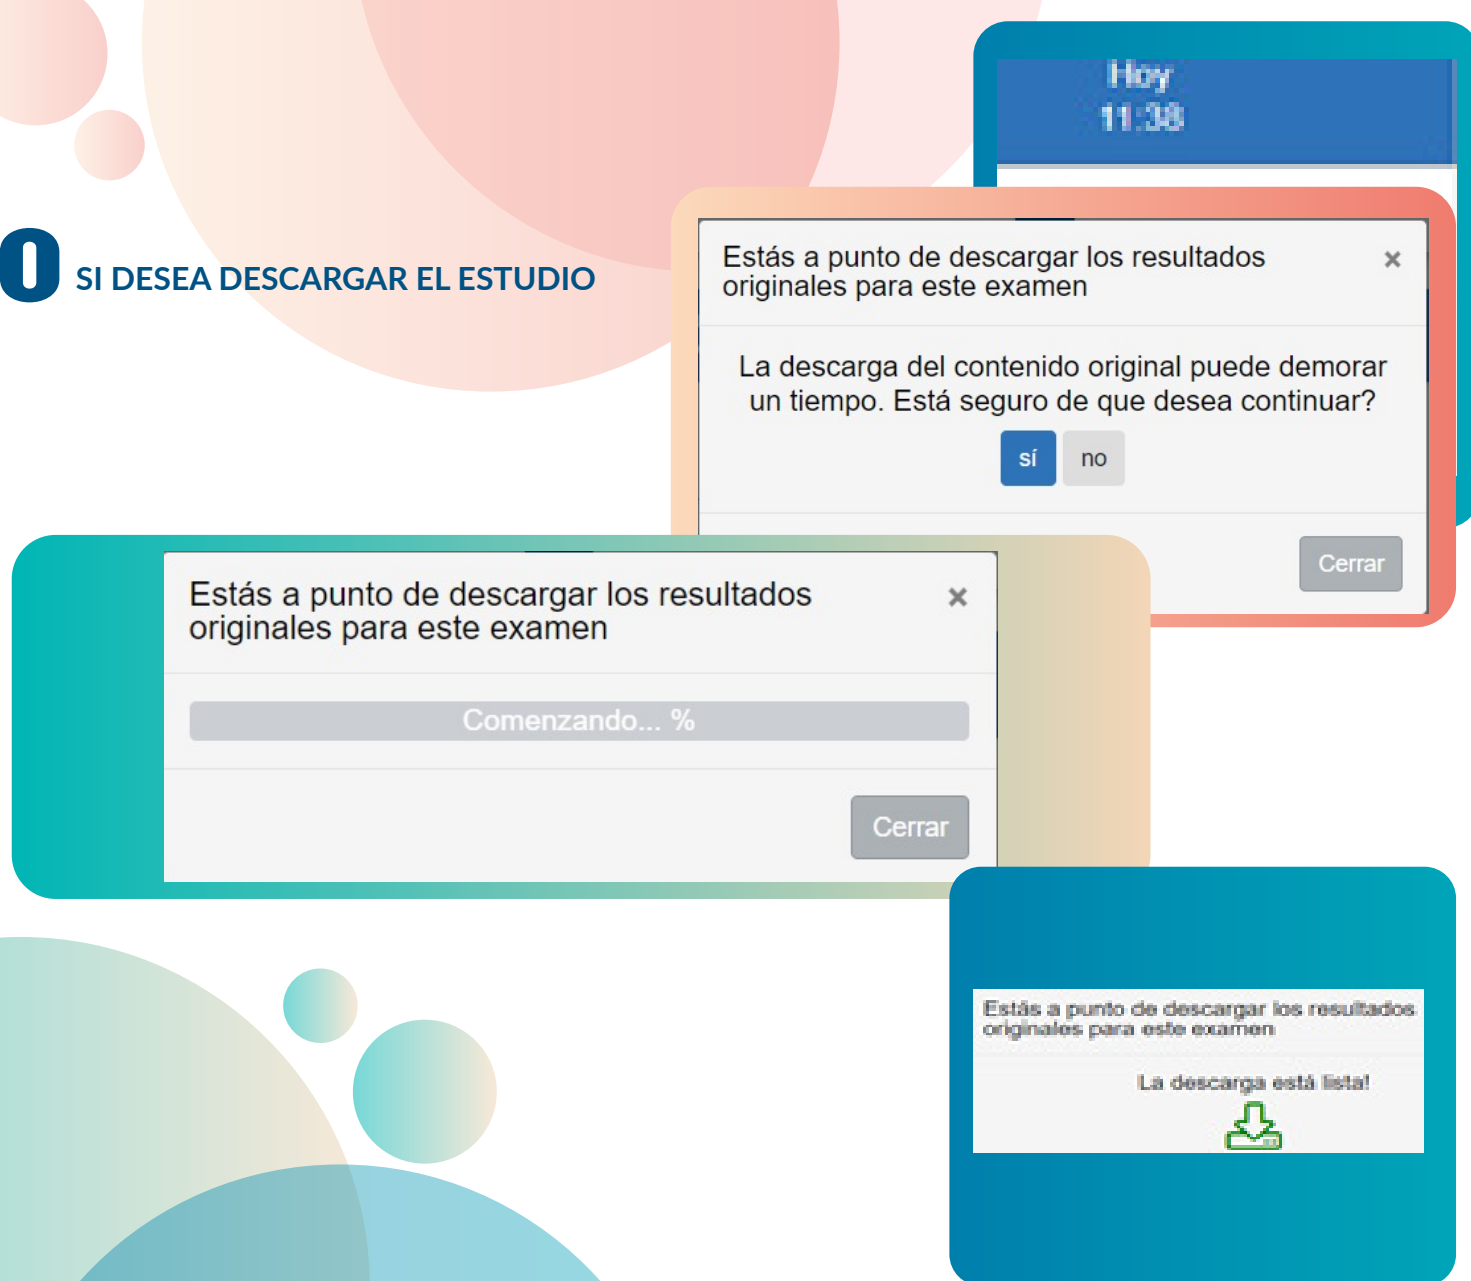 Hoy
11:38
0 SI DESEA DESCARGAR EL ESTUDIO
Estás a punto de descargar los resultados
originales para este examen
×
La descarga del contenido original puede demorar
un tiempo. Está seguro de que desea continuar?
sí no
Cerrar
Estás a punto de descargar los resultados
originales para este examen
×
Comenzando... %
Cerrar
Estás a punto de descargar los resultados
originales para este examen
La descarga está lista!